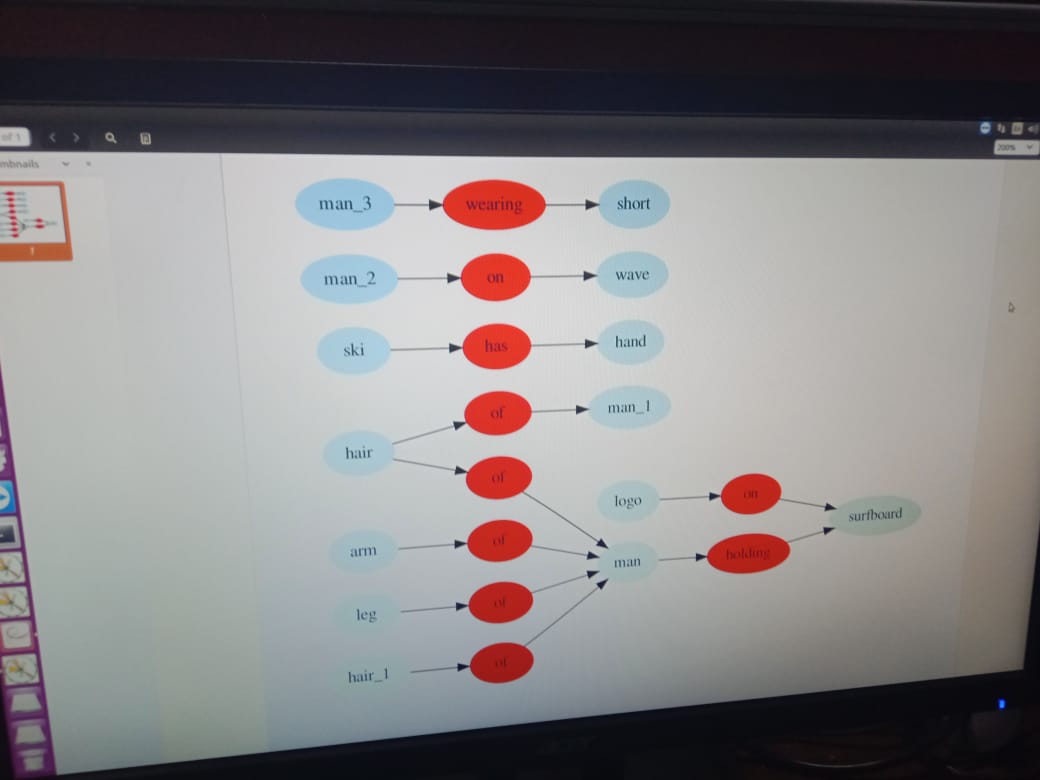 of 1
200%
mbnails
1
man_3 wearing short
man_2 on wave
ski has hand
of man_1
hair
of
logo on
surfboard
arm of
man holding
leg of
hair_1 of